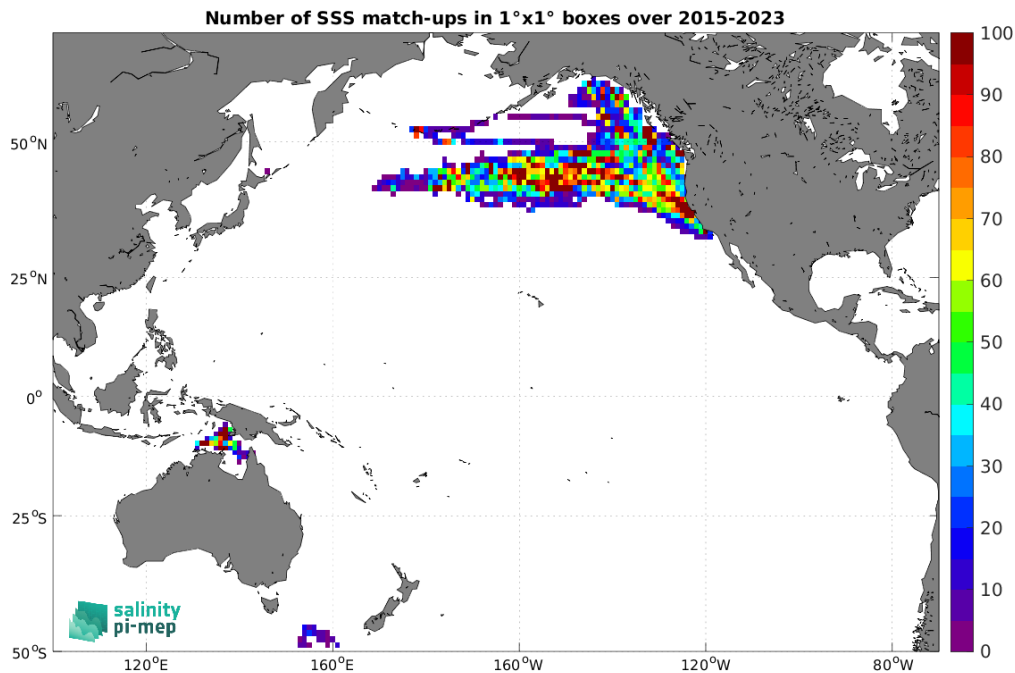 Number of SSS match-ups in 1°x1° boxes over 2015-2023
100
90
80
70
60
50
40
30
20
10
0
50°N
25°N
0°
25°S
50°S
120°E
160°E
160°W
120°W
80°W
salinity
pi-mep